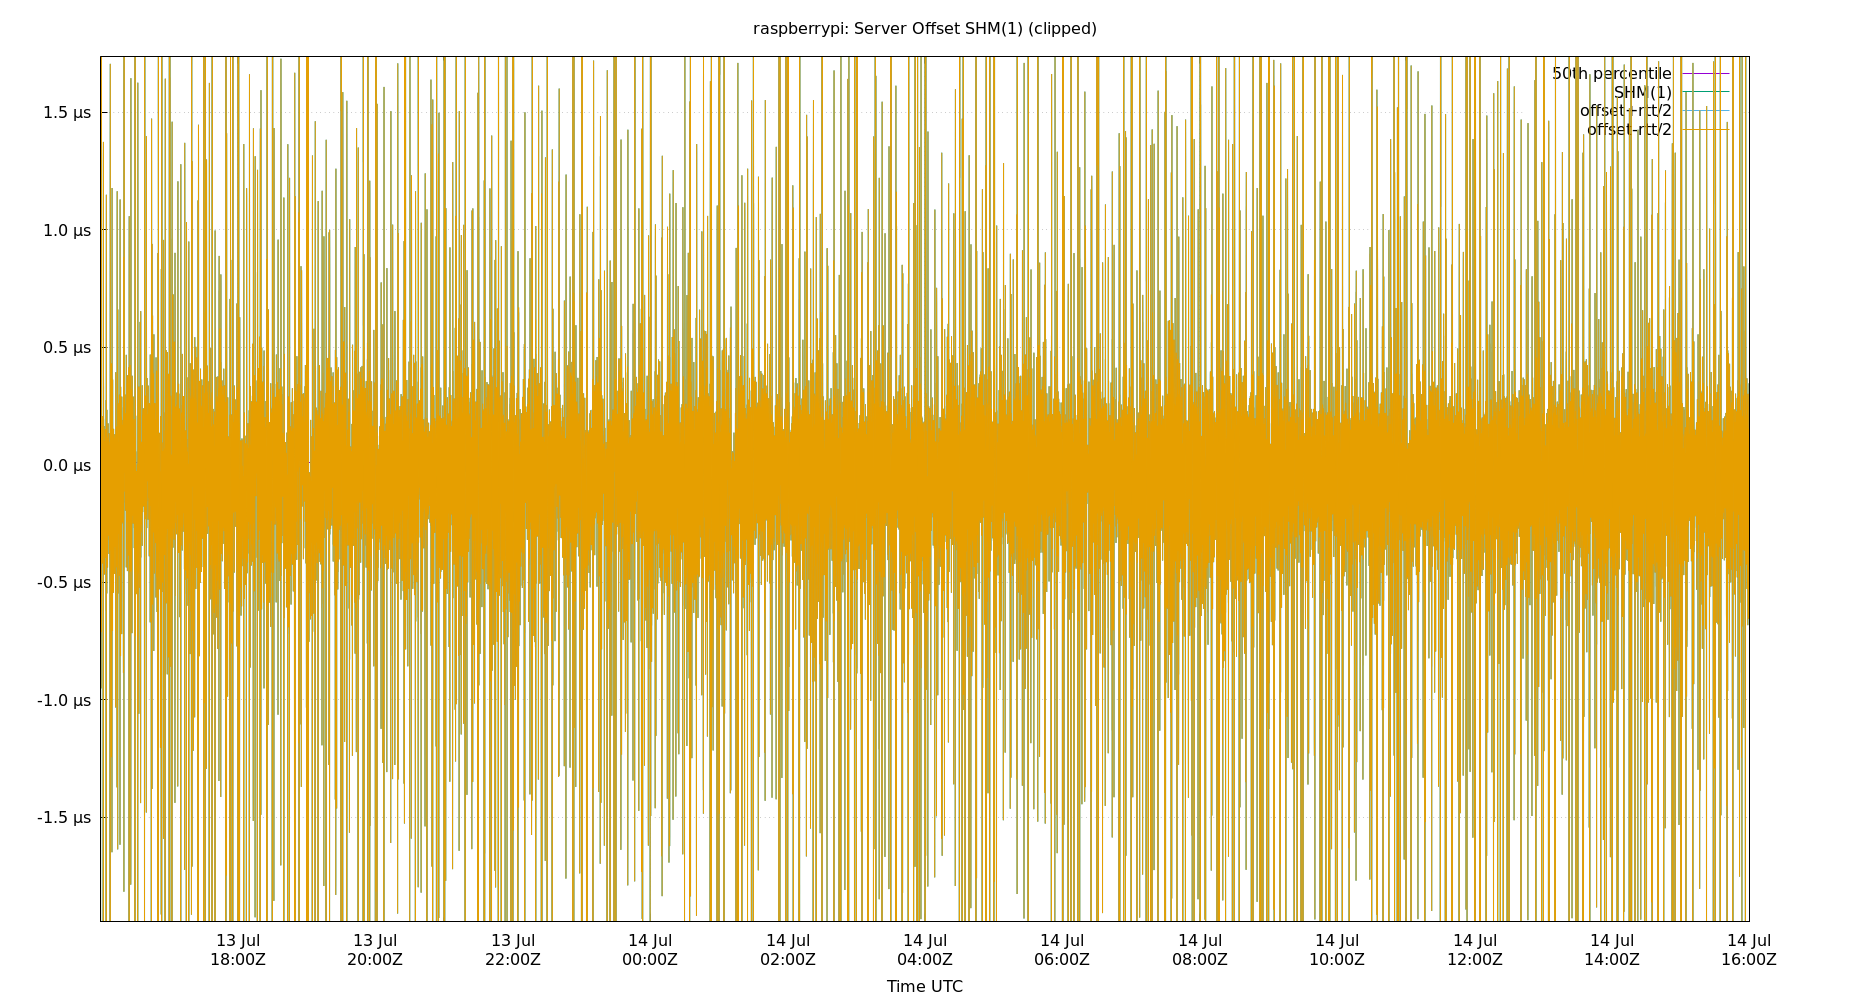 raspberrypi: Server Offset SHM(1) (clipped)
50th percentile
SHM(1)
offset+rtt/2
offset-rtt/2
1.5 µs
1.0 µs
0.5 µs
0.0 µs
-0.5 µs
-1.0 µs
-1.5 µs
13 Jul 13 Jul 13 Jul 14 Jul 14 Jul 14 Jul 14 Jul 14 Jul 14 Jul 14 Jul 14 Jul 14 Jul
18:00Z 20:00Z 22:00Z 00:00Z 02:00Z 04:00Z 06:00Z 08:00Z 10:00Z 12:00Z 14:00Z 16:00Z
Time UTC